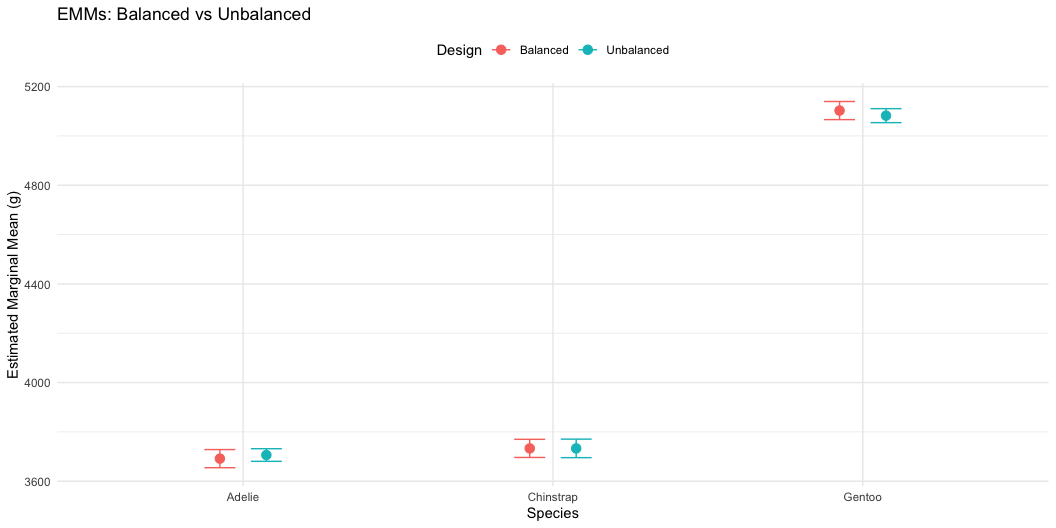 EMMs: Balanced vs Unbalanced
Design Balanced Unbalanced
Estimated Marginal Mean (g)
5200
4800
4400
4000
3600
Adelie Chinstrap Gentoo
Species